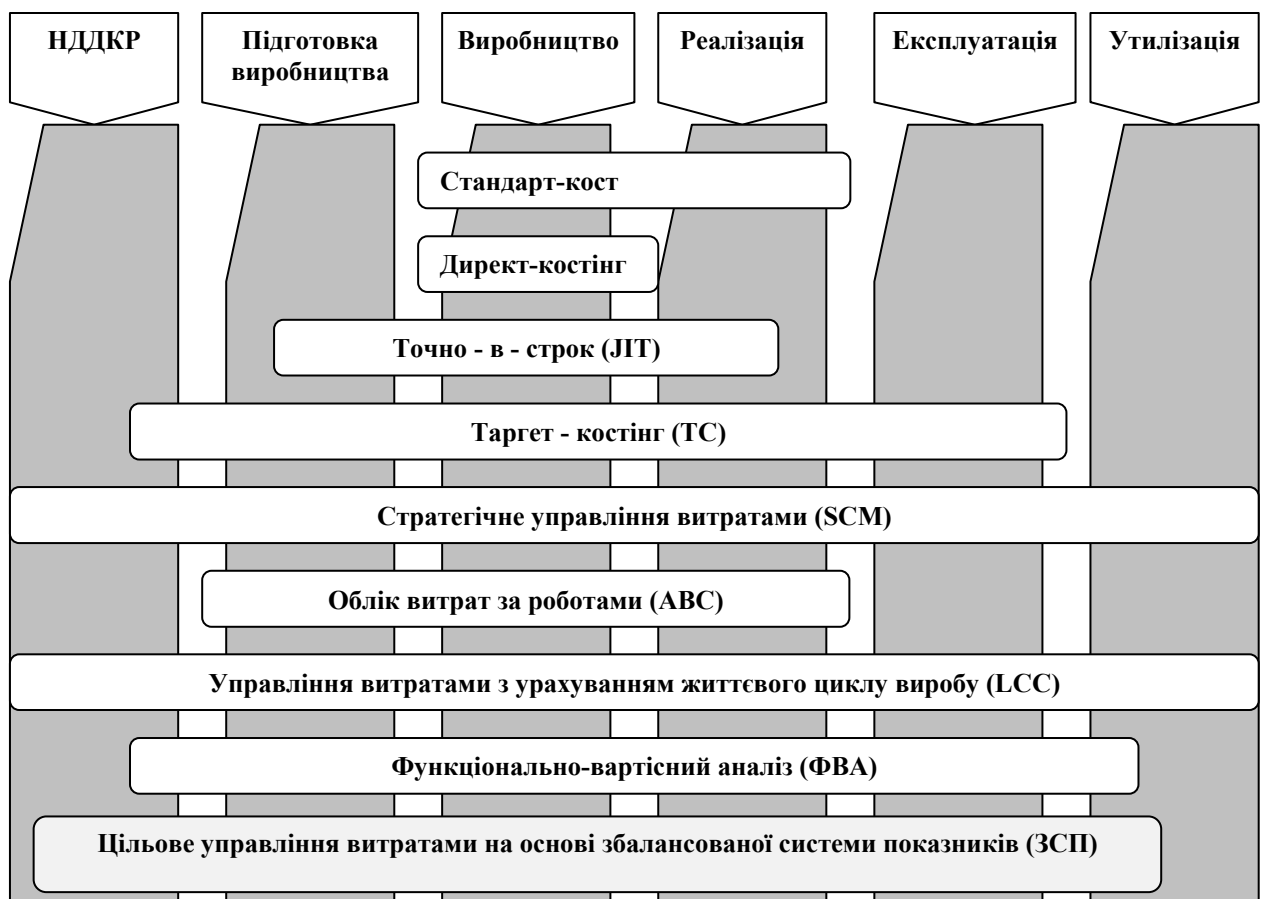 НДДКР
Підготовка
виробництва
Виробництво
Реалізація
Експлуатація
Утилізація
Стандарт-кост
Директ-костінг
Точно - в - строк (JIT)
Таргет - костінг (ТС)
Стратегічне управління витратами (SCM)
Облік витрат за роботами (АВС)
Управління витратами з урахуванням життєвого циклу виробу (LCC)
Функціонально-вартісний аналіз (ФВА)
Цільове управління витратами на основі збалансованої системи показників (ЗСП)